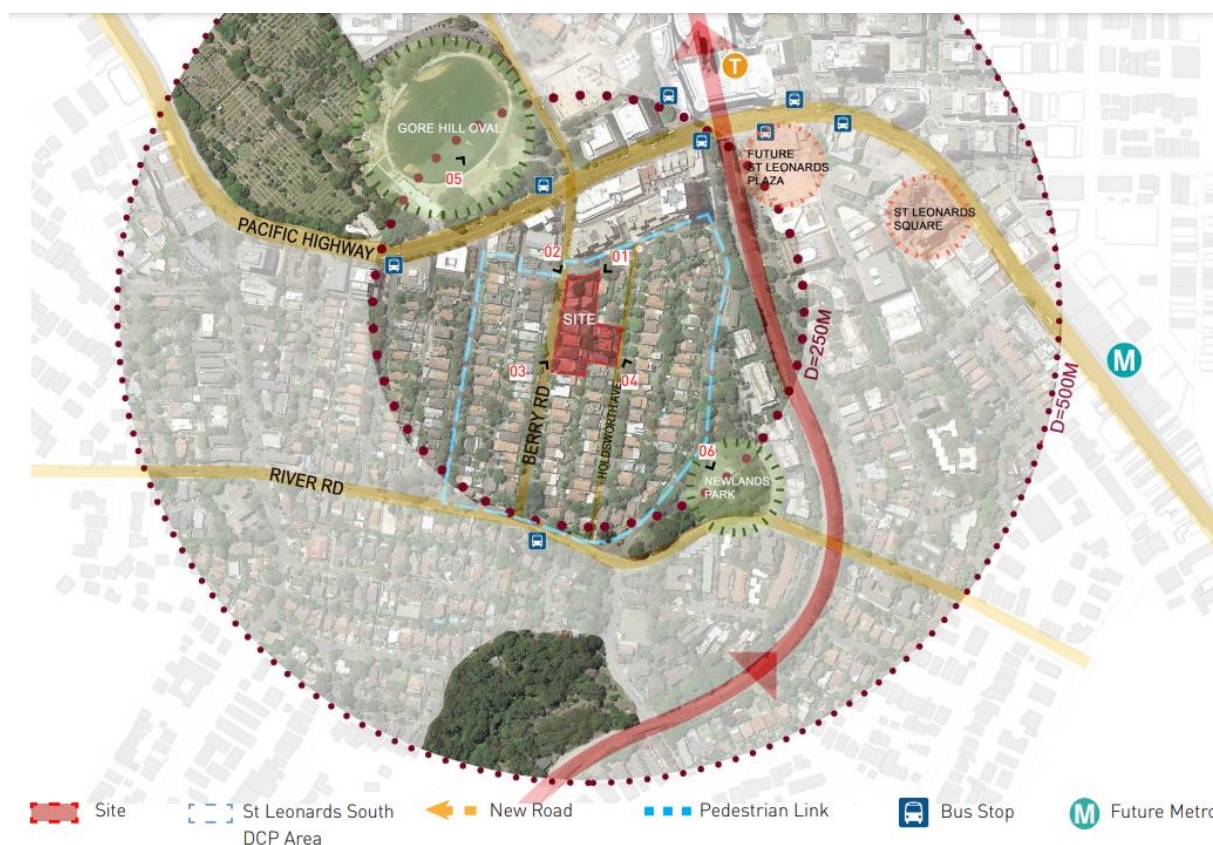 T
GORE HILL OVAL
05
FUTURE
ST LEONARDS
PLAZA
ST LEONARDS
SQUARE
PACIFIC HIGHWAY
02
01
SITE
03
04
D=250M
D=500M
M
BERRY RD
HOLDSWORTH AVE
06
NEWLANDS
PARK
RIVER RD
Site
St Leonards South
DCP Area
New Road
Pedestrian Link
Bus Stop
M
Future Metro